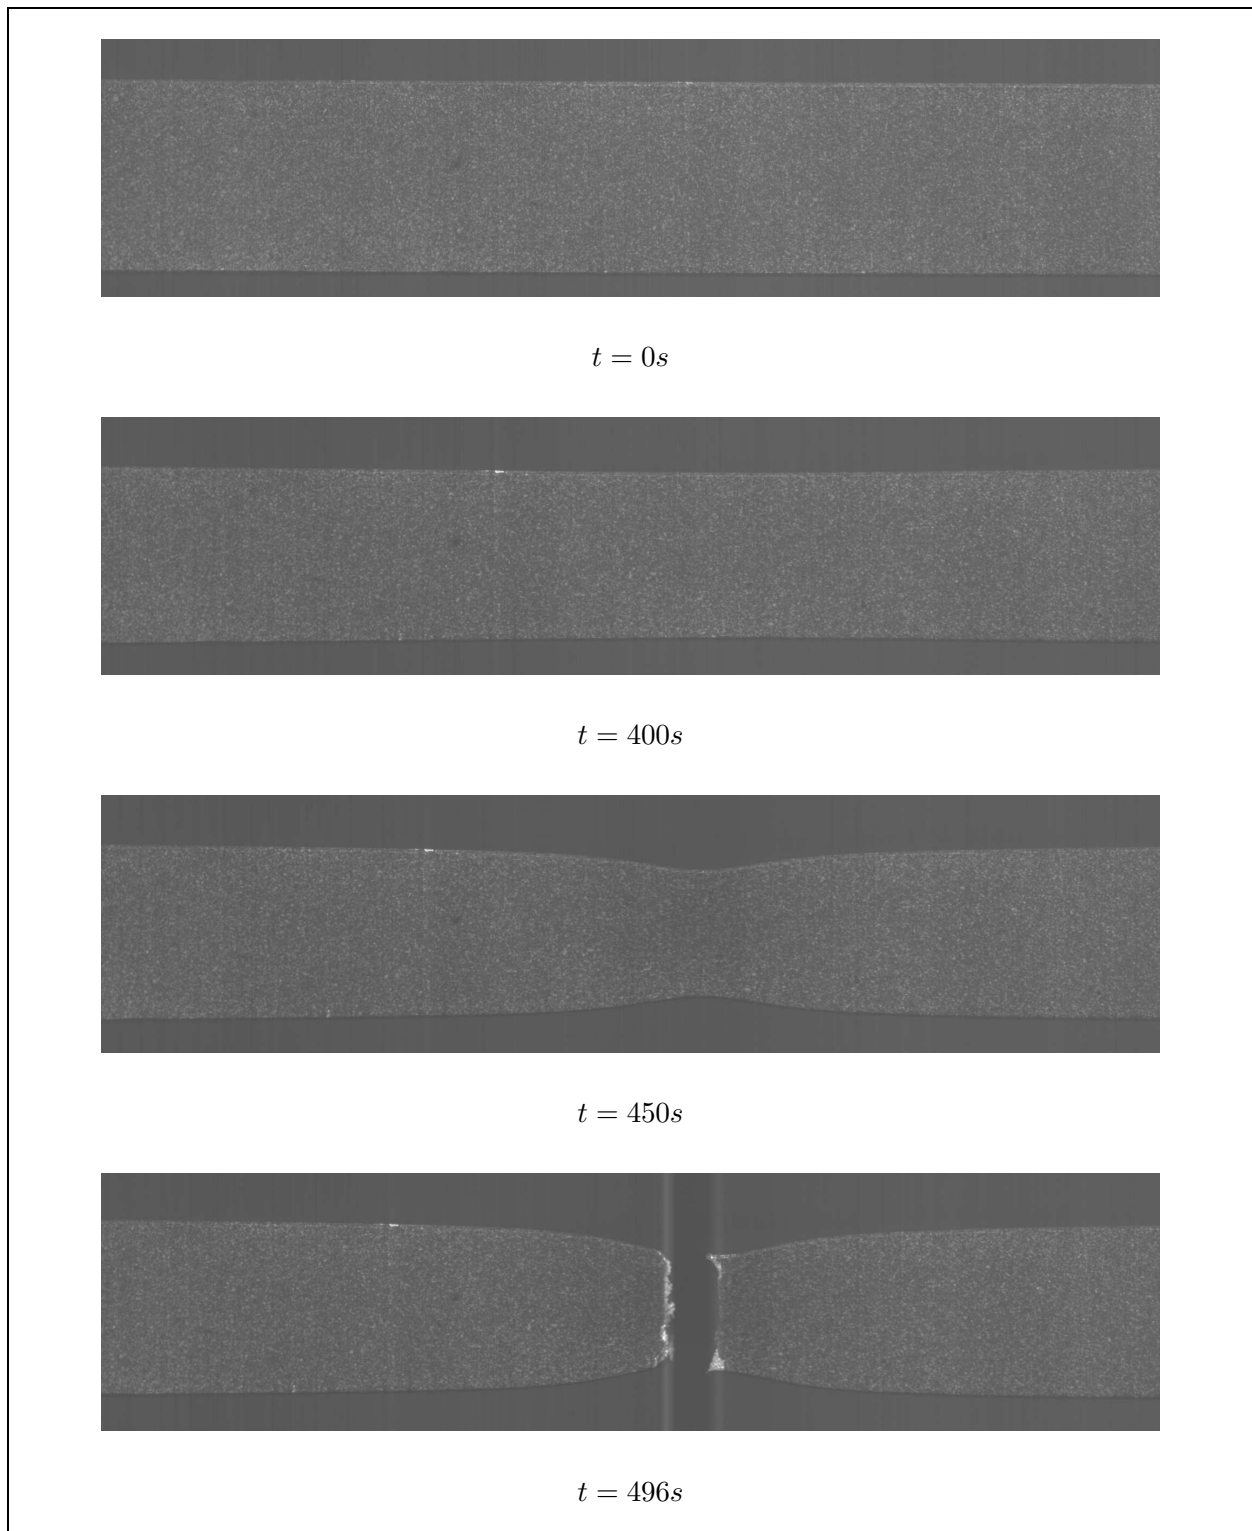 t = 0s
t = 400s
t = 450s
t = 496s